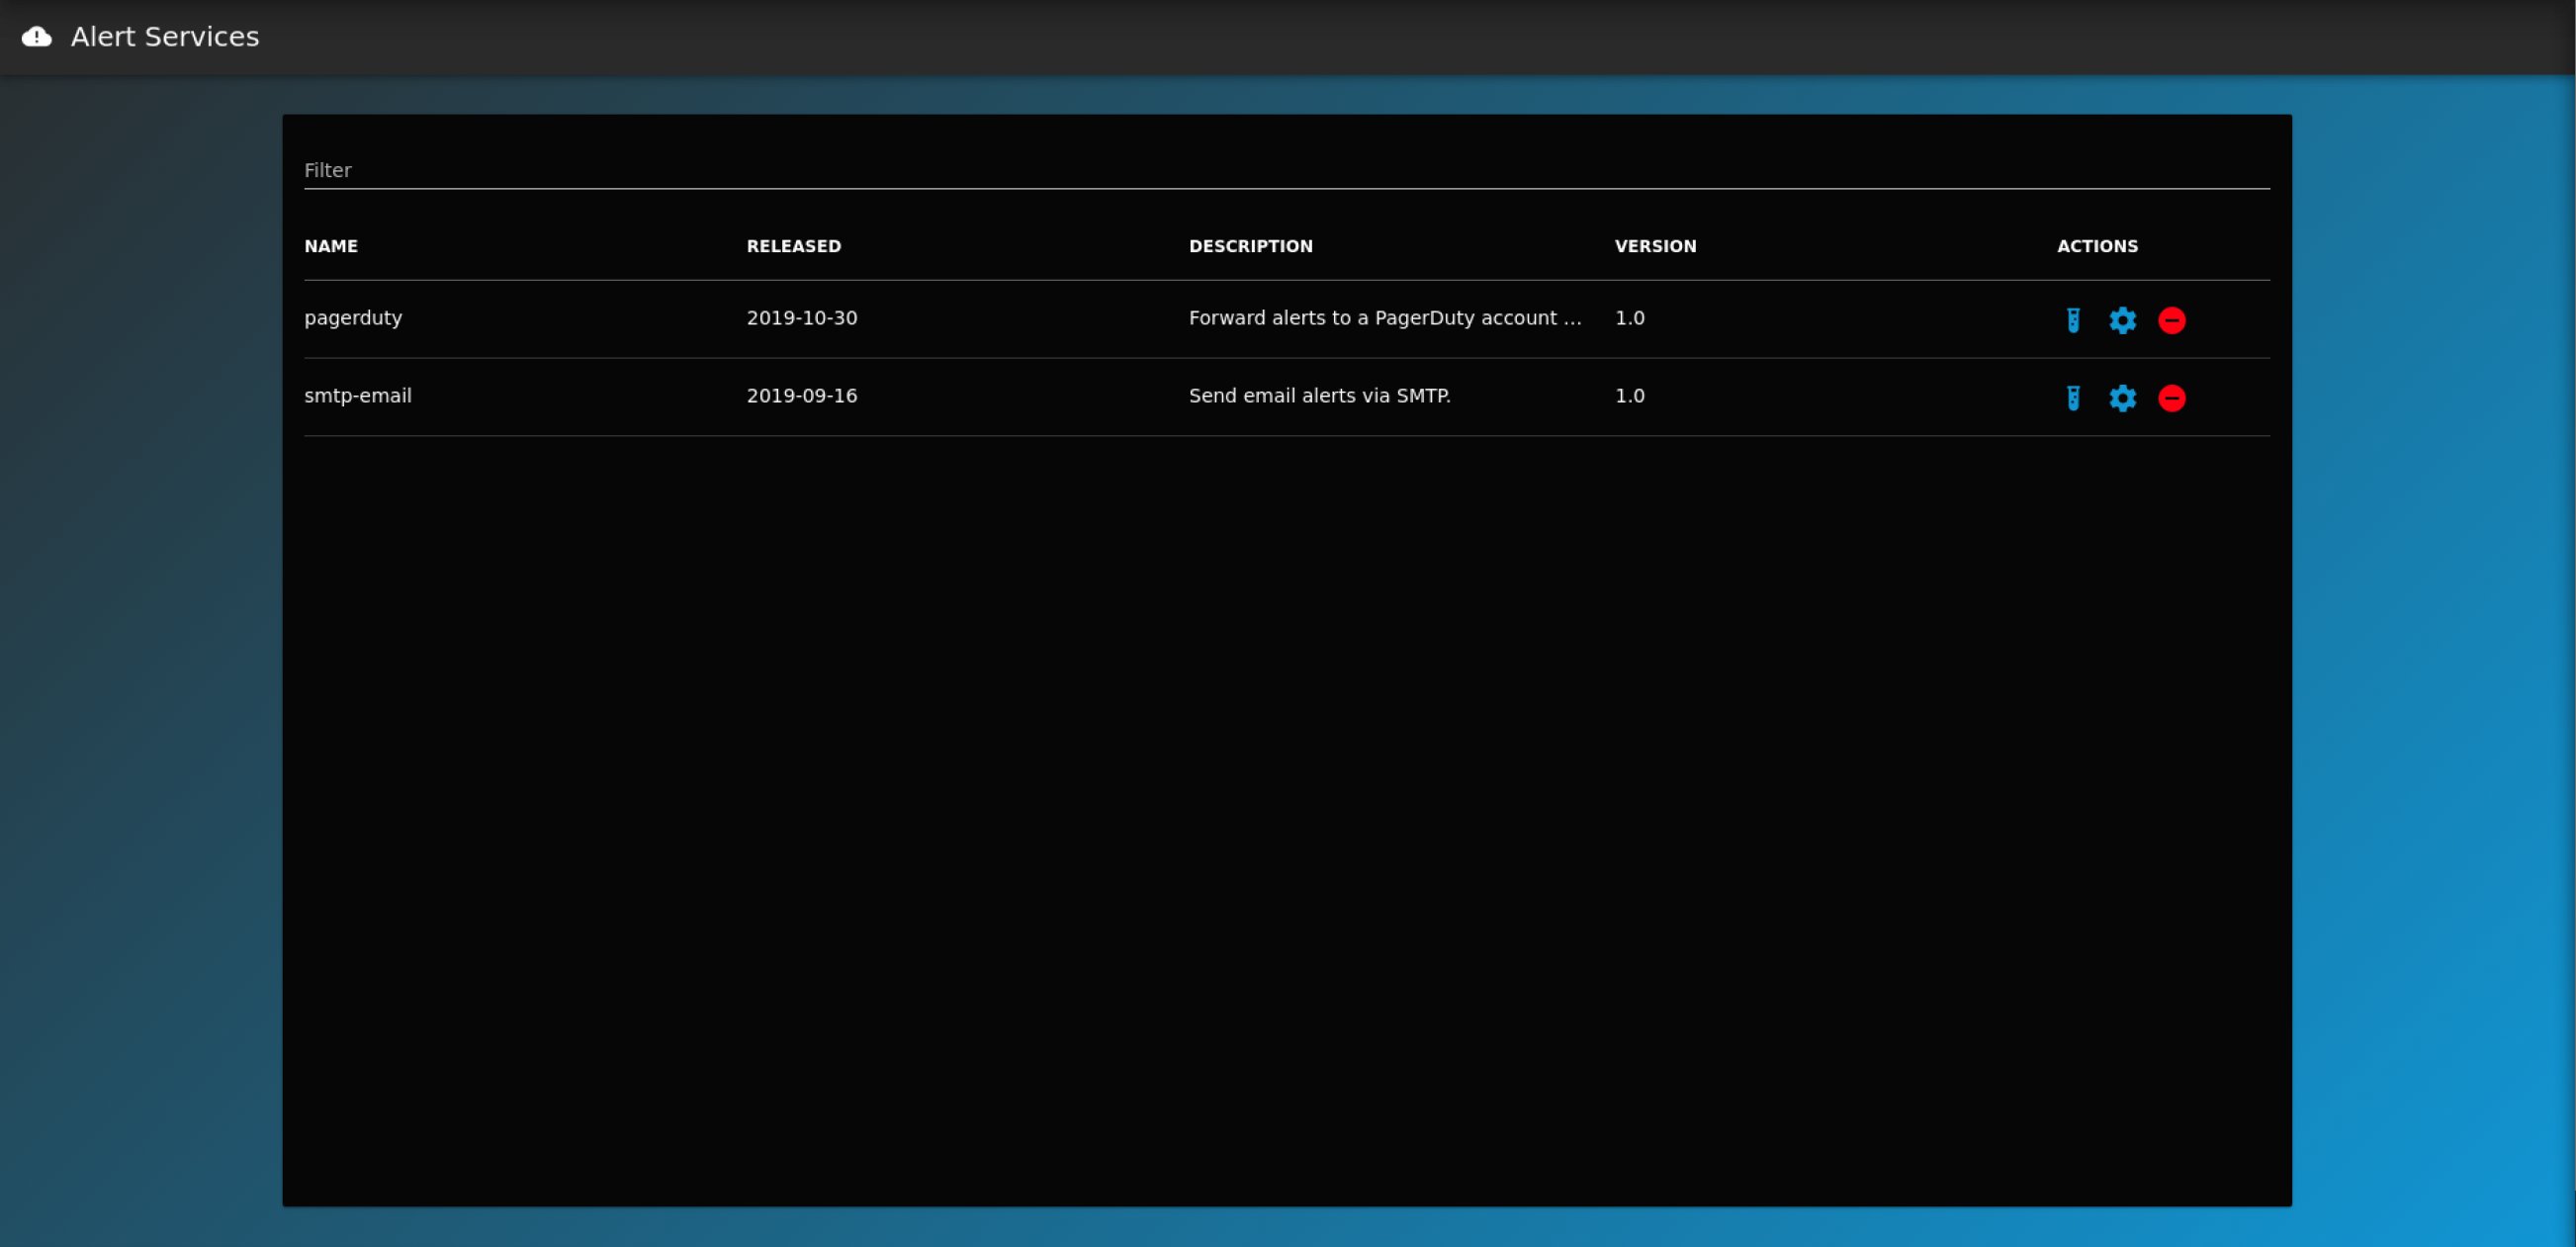 Alert Services
Filter
NAME RELEASED DESCRIPTION VERSION ACTIONS
pagerduty 2019-10-30 Forward alerts to a PagerDuty account ... 1.0
smtp-email 2019-09-16 Send email alerts via SMTP. 1.0